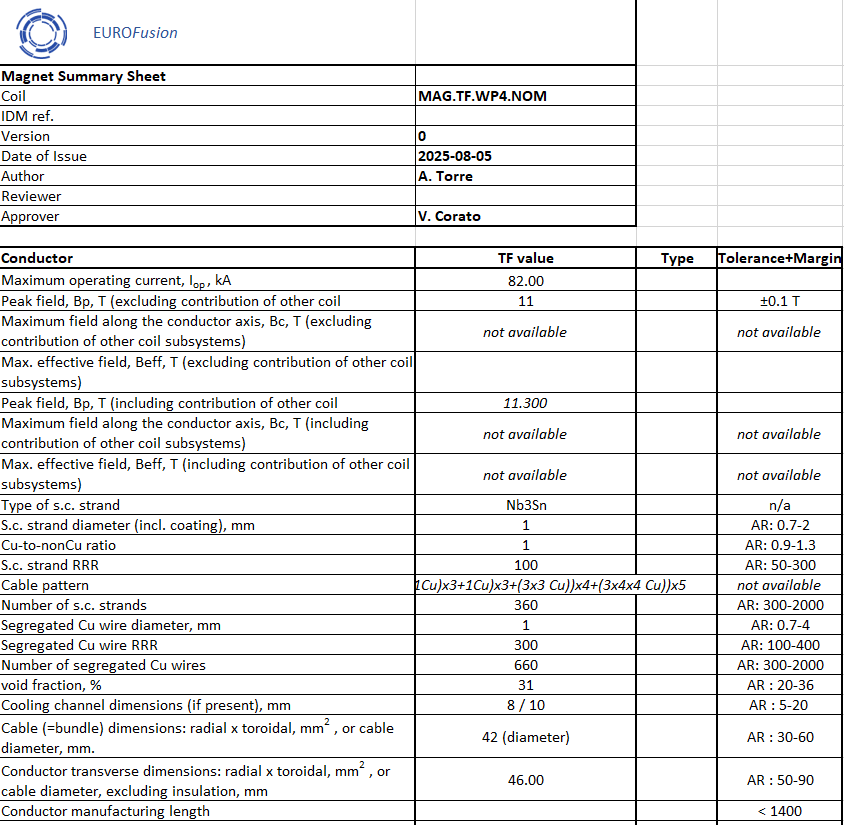 EUROFusion
Magnet Summary Sheet
Coil MAG.TF.WP4.NOM
IDM ref.
Version 0
Date of Issue 2025-08-05
Author A. Torre
Reviewer
Approver V. Corato
Conductor TF value Type Tolerance+Margin
Maximum operating current, Iop, kA 82.00
Peak field, Bp, T (excluding contribution of other coil 11 ±0.1 T
Maximum field along the conductor axis, Bc, T (excluding
contribution of other coil subsystems) not available not available
Max. effective field, Beff, T (excluding contribution of other coil
subsystems)
Peak field, Bp, T (including contribution of other coil 11.300
Maximum field along the conductor axis, Bc, T (including
contribution of other coil subsystems) not available not available
Max. effective field, Beff, T (including contribution of other coil
subsystems) not available not available
Type of s.c. strand Nb3Sn n/a
S.c. strand diameter (incl. coating), mm 1 AR: 0.7-2
Cu-to-nonCu ratio 1 AR: 0.9-1.3
S.c. strand RRR 100 AR: 50-300
Cable pattern 1Cu)x3+1Cu)x3+(3x3 Cu))x4+(3x4x4 Cu))x5 not available
Number of s.c. strands 360 AR: 300-2000
Segregated Cu wire diameter, mm 1 AR: 0.7-4
Segregated Cu wire RRR 300 AR: 100-400
Number of segregated Cu wires 660 AR: 300-2000
void fraction, % 31 AR : 20-36
Cooling channel dimensions (if present), mm 8 / 10 AR : 5-20
Cable (=bundle) dimensions: radial x toroidal, mm2 , or cable
diameter, mm. 42 (diameter) AR : 30-60
Conductor transverse dimensions: radial x toroidal, mm2 , or
cable diameter, excluding insulation, mm 46.00 AR : 50-90
Conductor manufacturing length < 1400